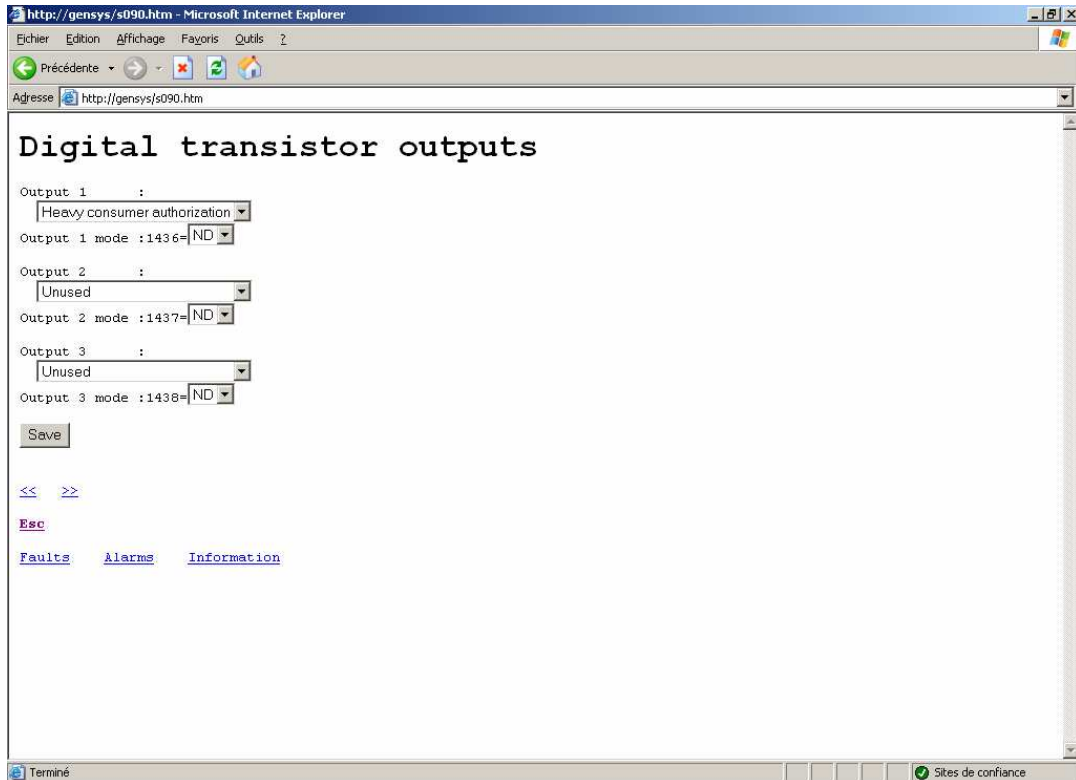 http://gensys/s090.htm - Microsoft Internet Explorer
Fichier Edition Affichage Favoris Outils ?
Précédente
Adresse http://gensys/s090.htm
Digital transistor outputs
Output 1 :
Heavy consumer authorization
Output 1 mode :1436= ND
Output 2 :
Unused
Output 2 mode :1437= ND
Output 3 :
Unused
Output 3 mode :1438= ND
Save
<< >>
Esc
Faults Alarms Information
Terminé Sites de confiance